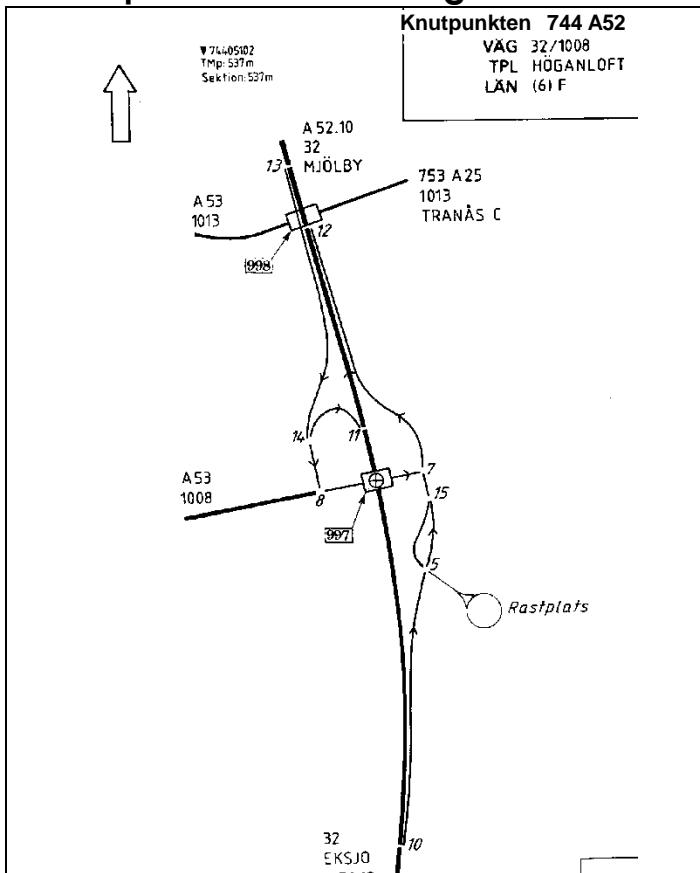 Knutpunkten 744 A52
VÄG 32/1008
TPL HÖGANLOFT
LÄN (6) F
74405102
TMp: 537m
Sektion: 537m
A 52.10
32
MJÖLBY
13
753 A 25
1013
TRANÅS C
A 53
1013
12
998
14
11
7
A 53
1008
8
15
997
5
Rastplats
32
EKSJÖ
10